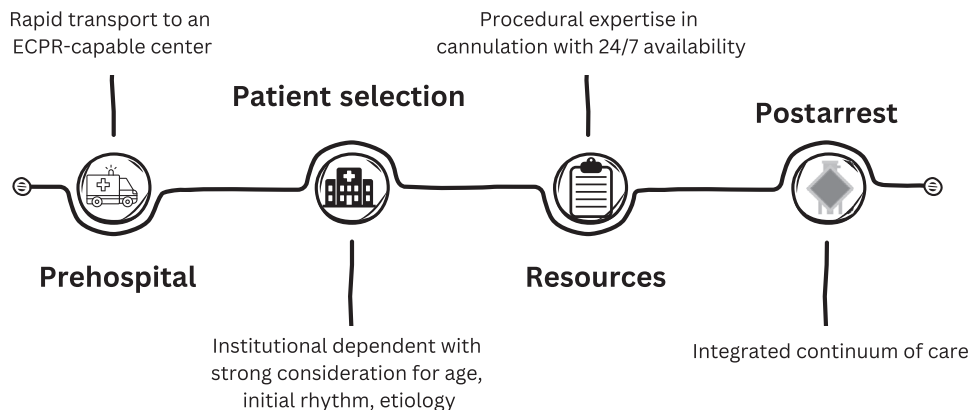 Rapid transport to an
ECPR-capable center
Procedural expertise in
cannulation with 24/7 availability
Patient selection
Postarrest
Prehospital
Resources
Institutional dependent with
strong consideration for age,
initial rhythm, etiology
Integrated continuum of care